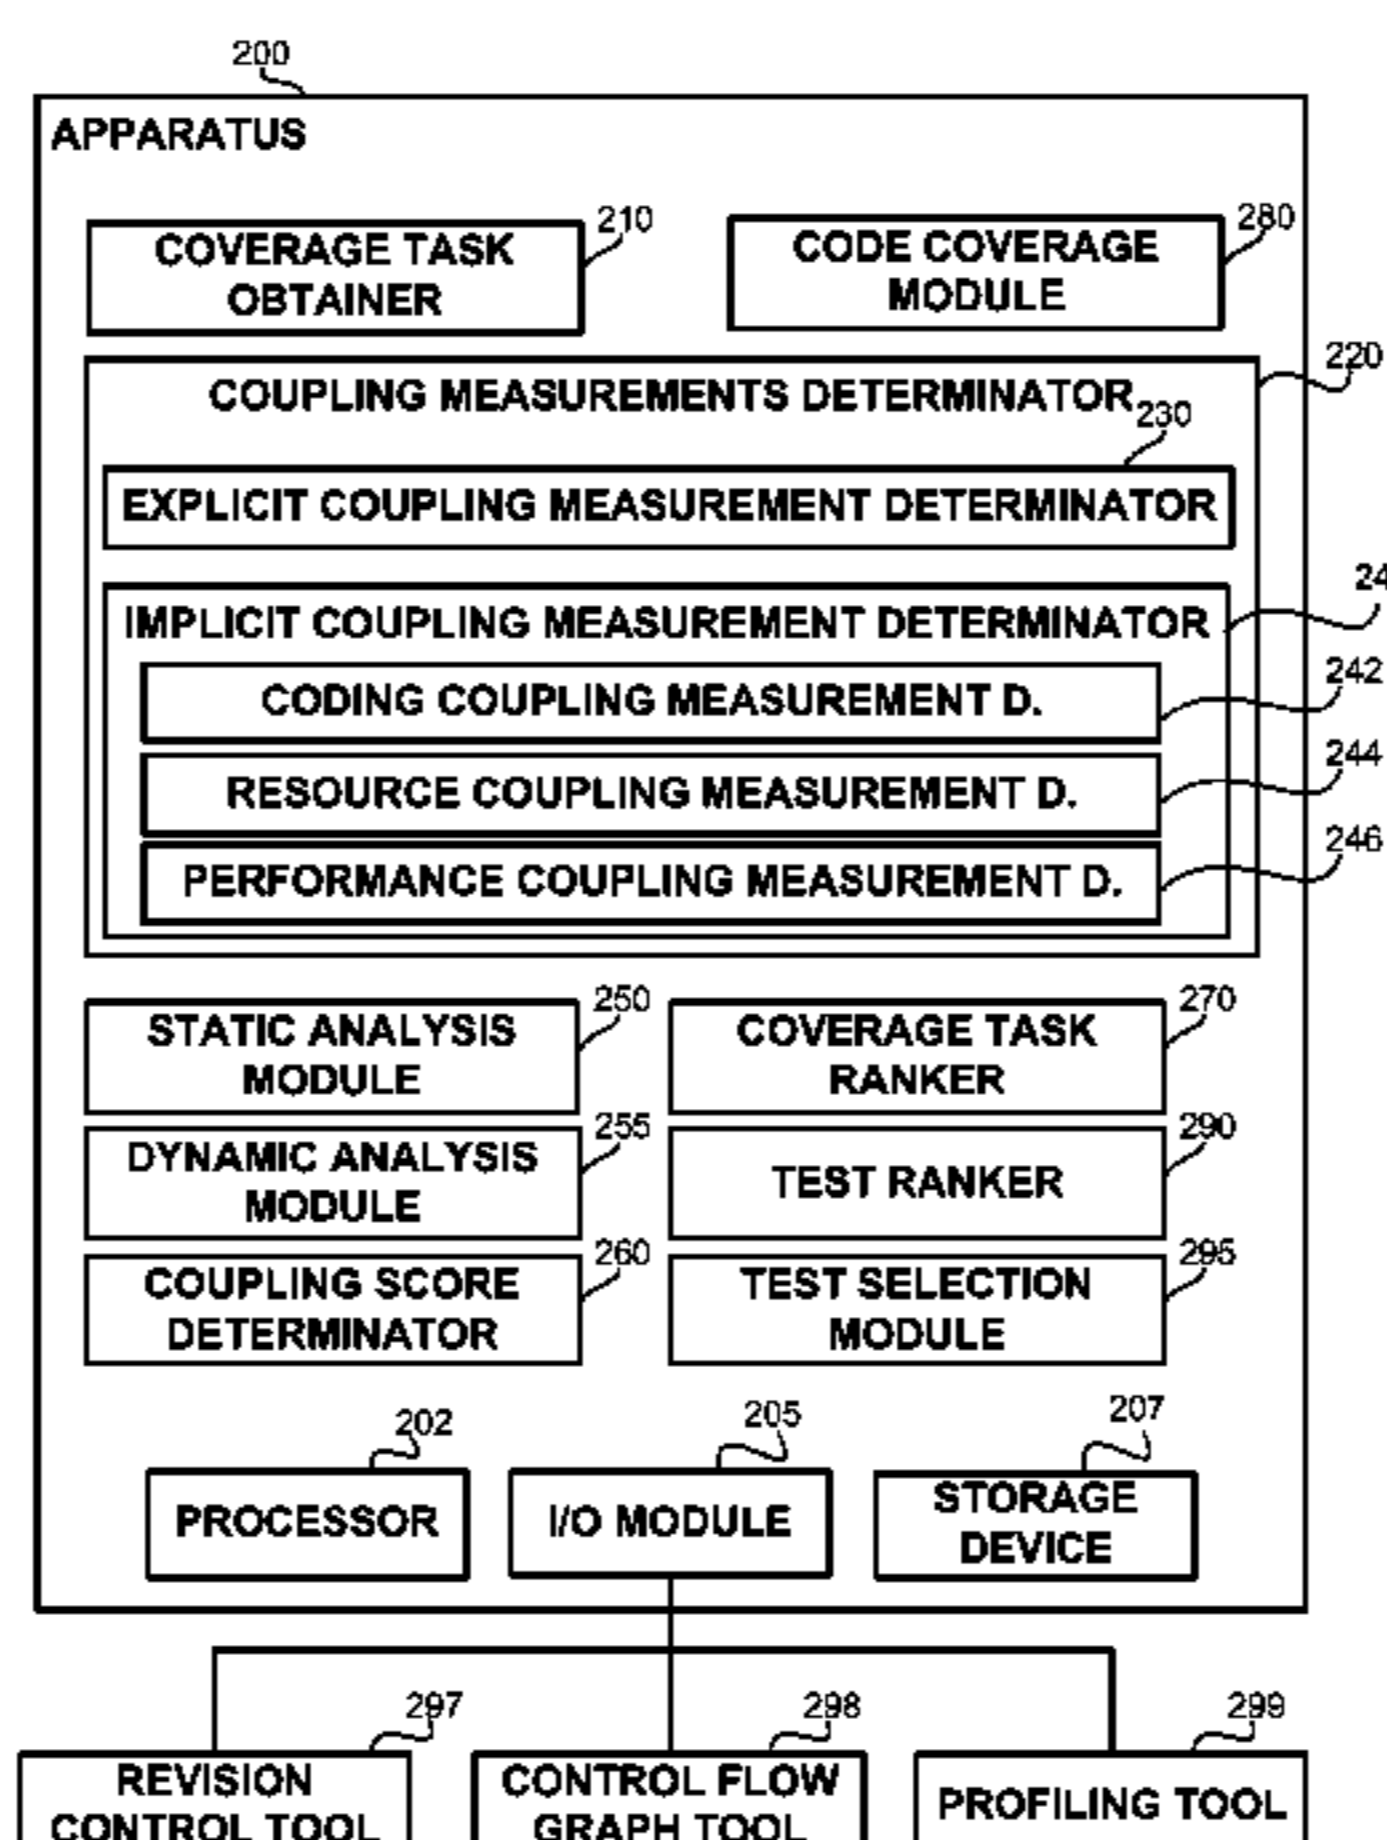 200
APPARATUS
210
COVERAGE TASK
OBTAINER
280
CODE COVERAGE
MODULE
220
COUPLING MEASUREMENTS DETERMINATOR
230
EXPLICIT COUPLING MEASUREMENT DETERMINATOR
24
IMPLICIT COUPLING MEASUREMENT DETERMINATOR
242
CODING COUPLING MEASUREMENT D.
244
RESOURCE COUPLING MEASUREMENT D.
246
PERFORMANCE COUPLING MEASUREMENT D.
250
STATIC ANALYSIS
MODULE
270
COVERAGE TASK
RANKER
255
DYNAMIC ANALYSIS
MODULE
290
TEST RANKER
260
COUPLING SCORE
DETERMINATOR
295
TEST SELECTION
MODULE
202
PROCESSOR
205
I/O MODULE
207
STORAGE
DEVICE
297
REVISION
CONTROL TOOL
298
CONTROL FLOW
GRAPH TOOL
299
PROFILING TOOL